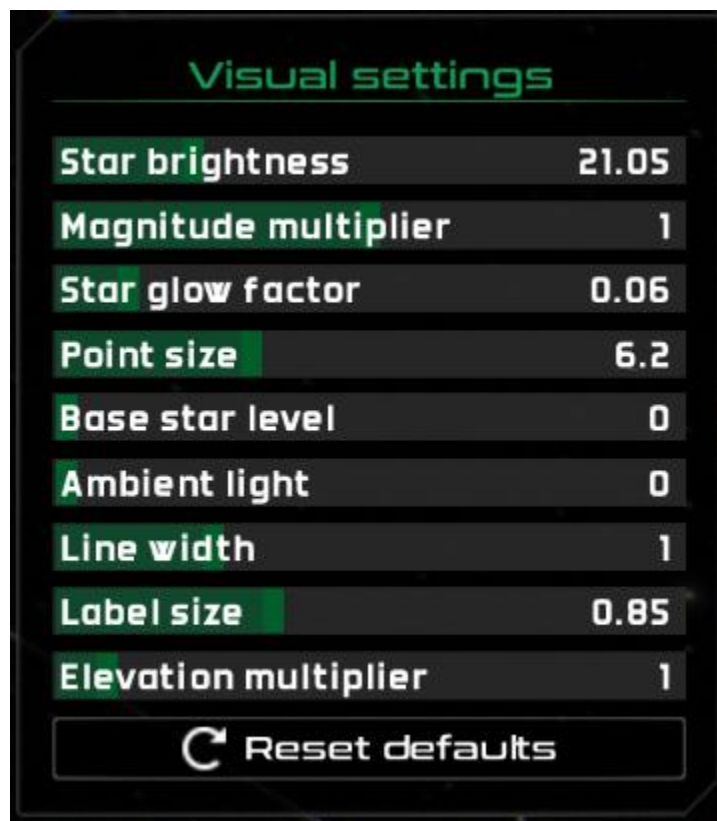 Visual settings
Star brightness 21.05
Magnitude multiplier 1
Star glow factor 0.06
Point size 6.2
Base star level 0
Ambient light 0
Line width 1
Label size 0.85
Elevation multiplier 1
Reset defaults